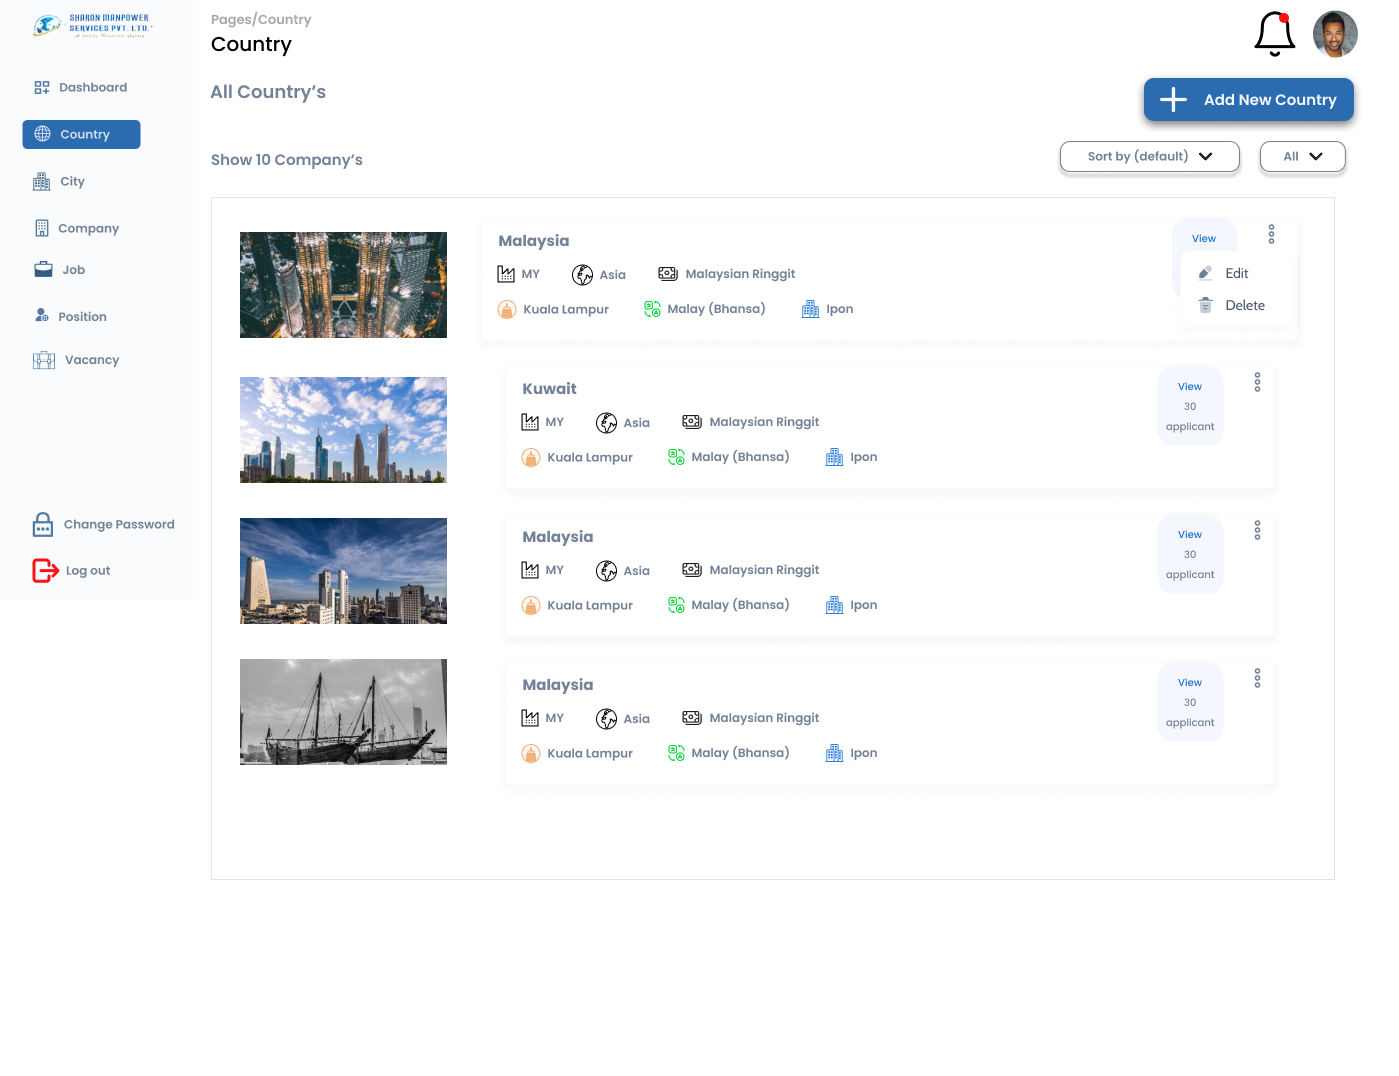 SHARON MANPOWER
SERVICES PVT. LTD.
Pages/Country
Country
Dashboard
Country
City
Company
Job
Position
Vacancy
Change Password
Log out
All Country’s
Add New Country
Show 10 Company’s
Sort by (default)
All
Malaysia
View
MY Asia Malaysian Ringgit
Edit
Kuala Lampur Malay (Bhansa) Ipon
Delete
Kuwait
View
30
applicant
MY Asia Malaysian Ringgit
Kuala Lampur Malay (Bhansa) Ipon
Malaysia
View
30
applicant
MY Asia Malaysian Ringgit
Kuala Lampur Malay (Bhansa) Ipon
Malaysia
View
30
applicant
MY Asia Malaysian Ringgit
Kuala Lampur Malay (Bhansa) Ipon